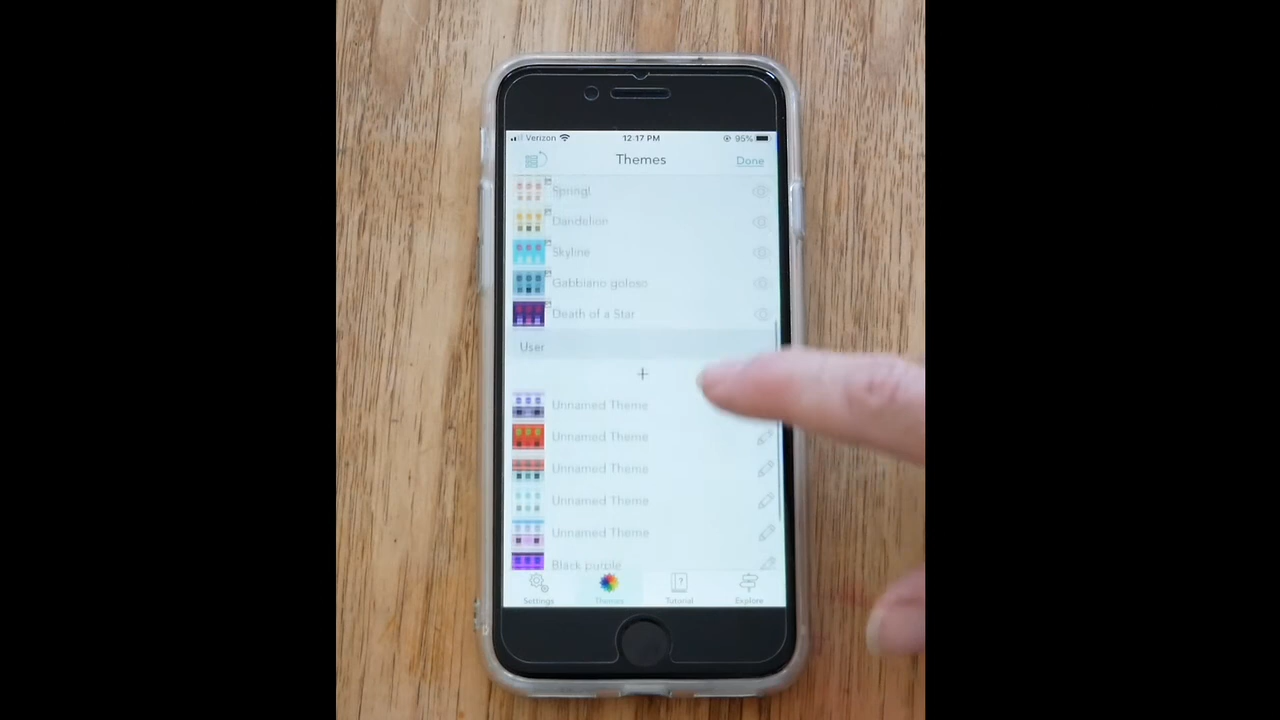 Verizon 12:17 PM 95%
Themes Done
Spring!
Dandelion
Skyline
Gabbiano goloso
Death of a Star
User
+
Unnamed Theme
Unnamed Theme
Unnamed Theme
Unnamed Theme
Unnamed Theme
Black purple
Settings Themes Tutorial Explore